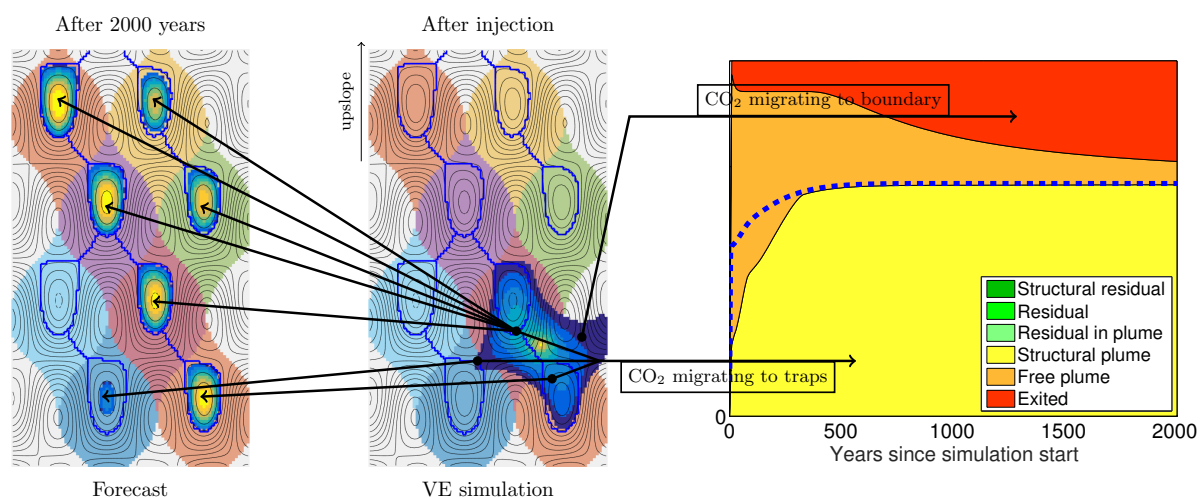 After 2000 years
After injection
upslope
CO₂ migrating to boundary
CO₂ migrating to traps
Structural residual
Residual
Residual in plume
Structural plume
Free plume
Exited
0
0 500 1000 1500 2000
Years since simulation start
Forecast
VE simulation